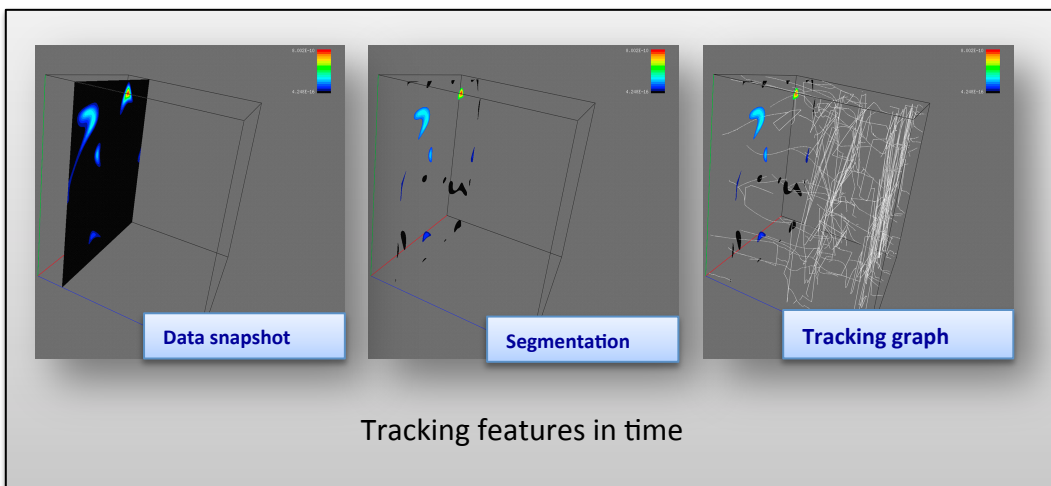 Data snapshot
Segmentation
Tracking graph
Tracking features in time